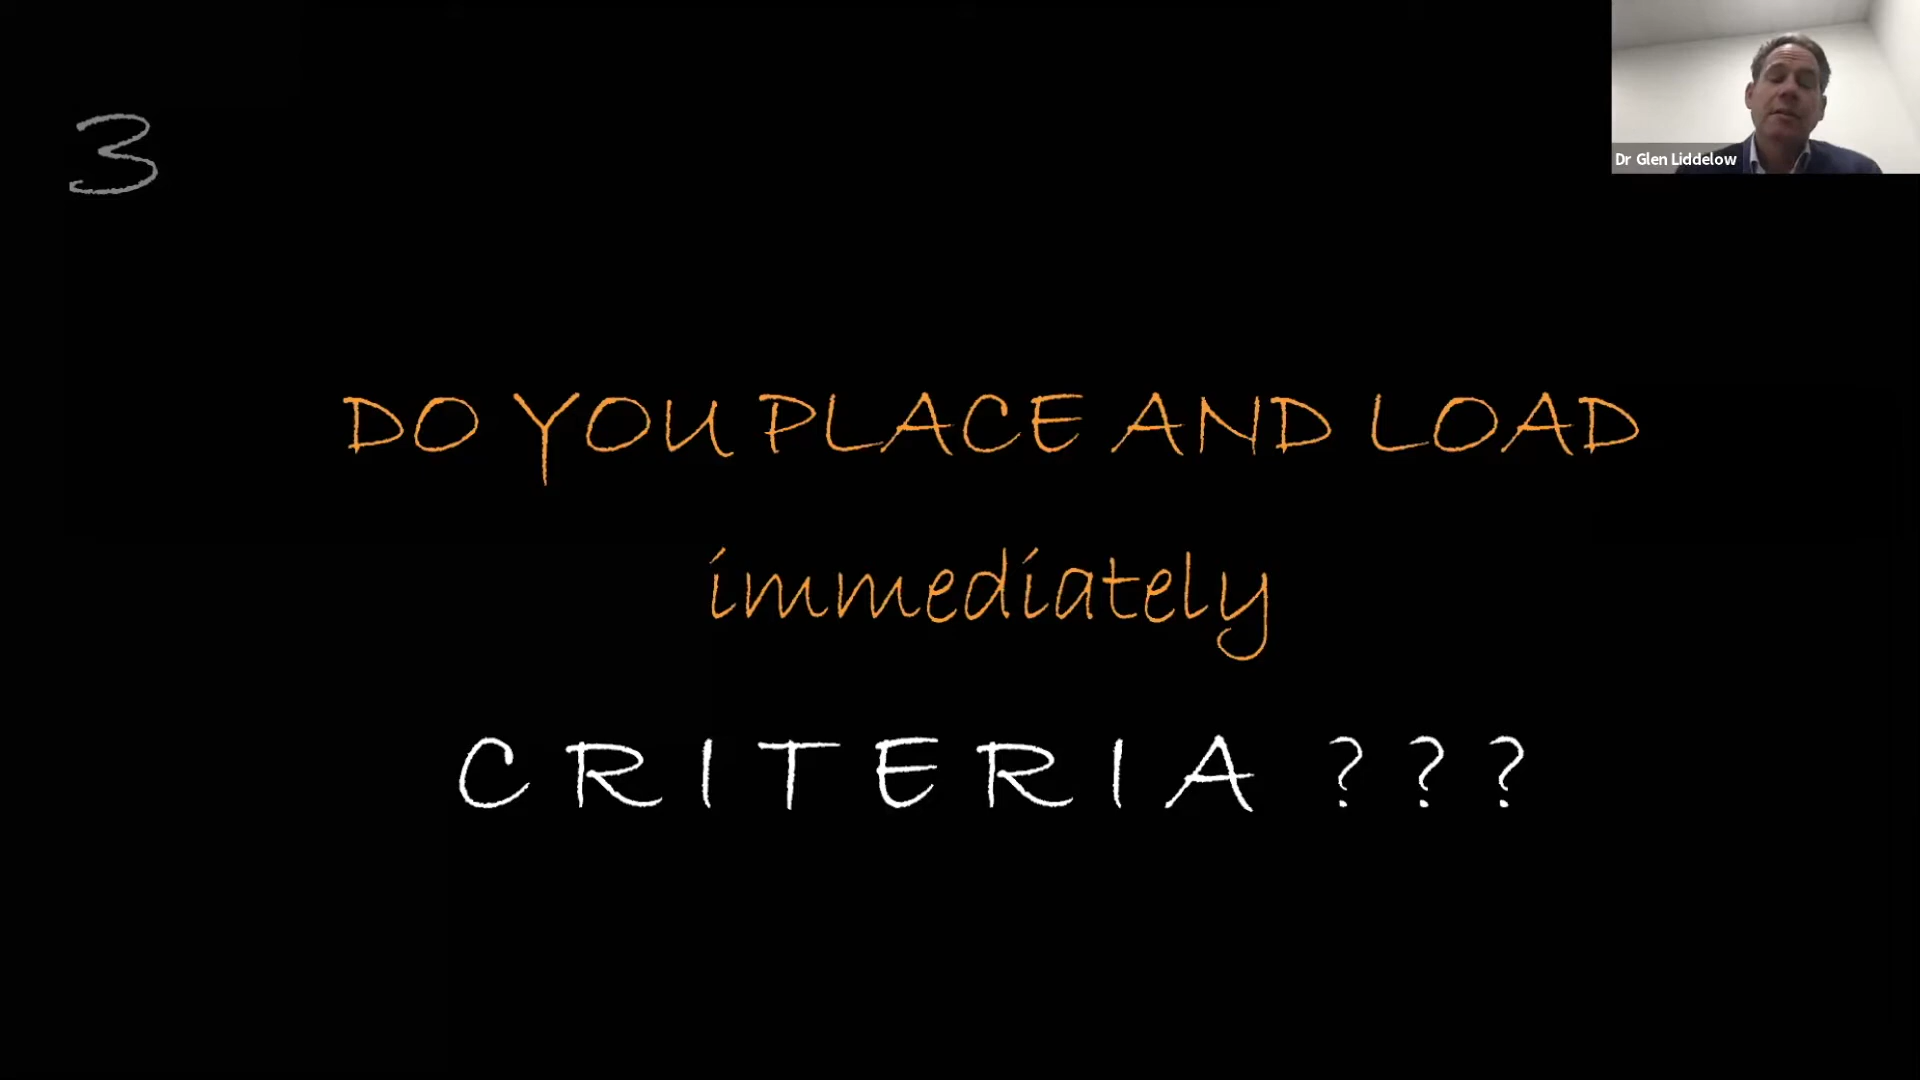 3
Dr Glen Liddelow
DO YOU PLACE AND LOAD
immediately
CRITERIA ???